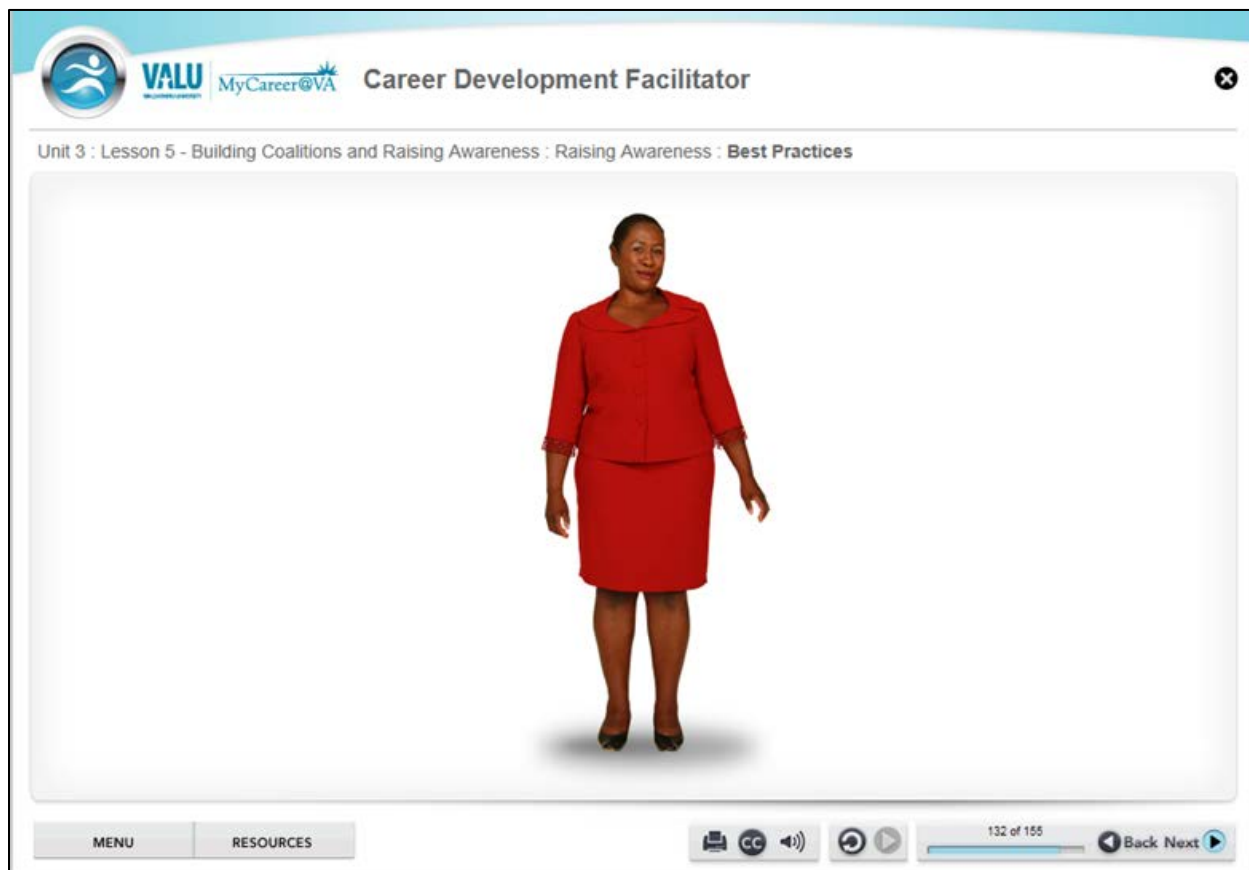 VALU MyCareer@VA Career Development Facilitator
Unit 3 : Lesson 5 - Building Coalitions and Raising Awareness : Raising Awareness : Best Practices
MENU RESOURCES CC 132 of 155 Back Next